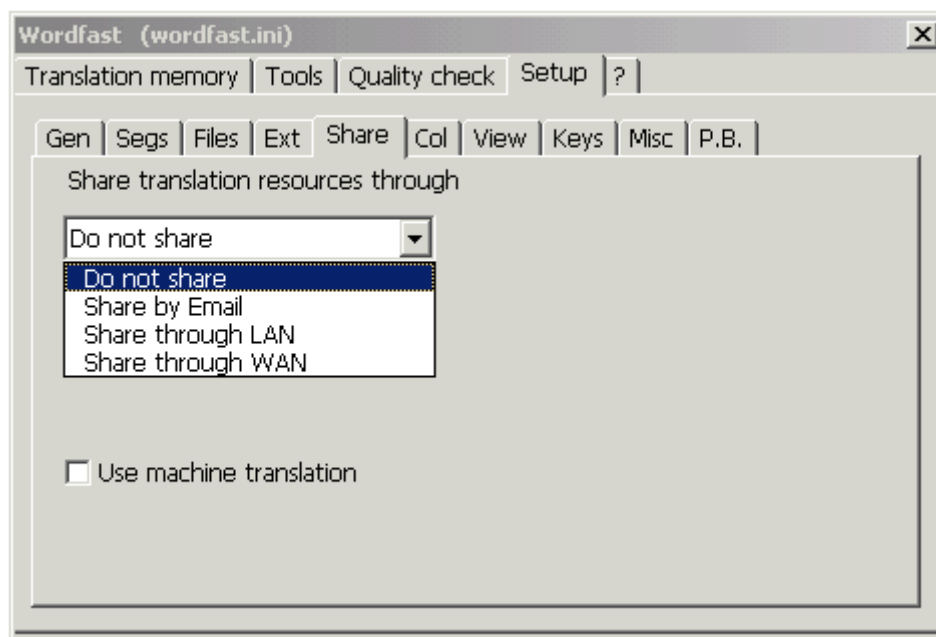 Wordfast (wordfast.ini)
Translation memory Tools Quality check Setup ?
Gen Segs Files Ext Share Col View Keys Misc P.B.
Share translation resources through
Do not share
Do not share
Share by Email
Share through LAN
Share through WAN
Use machine translation